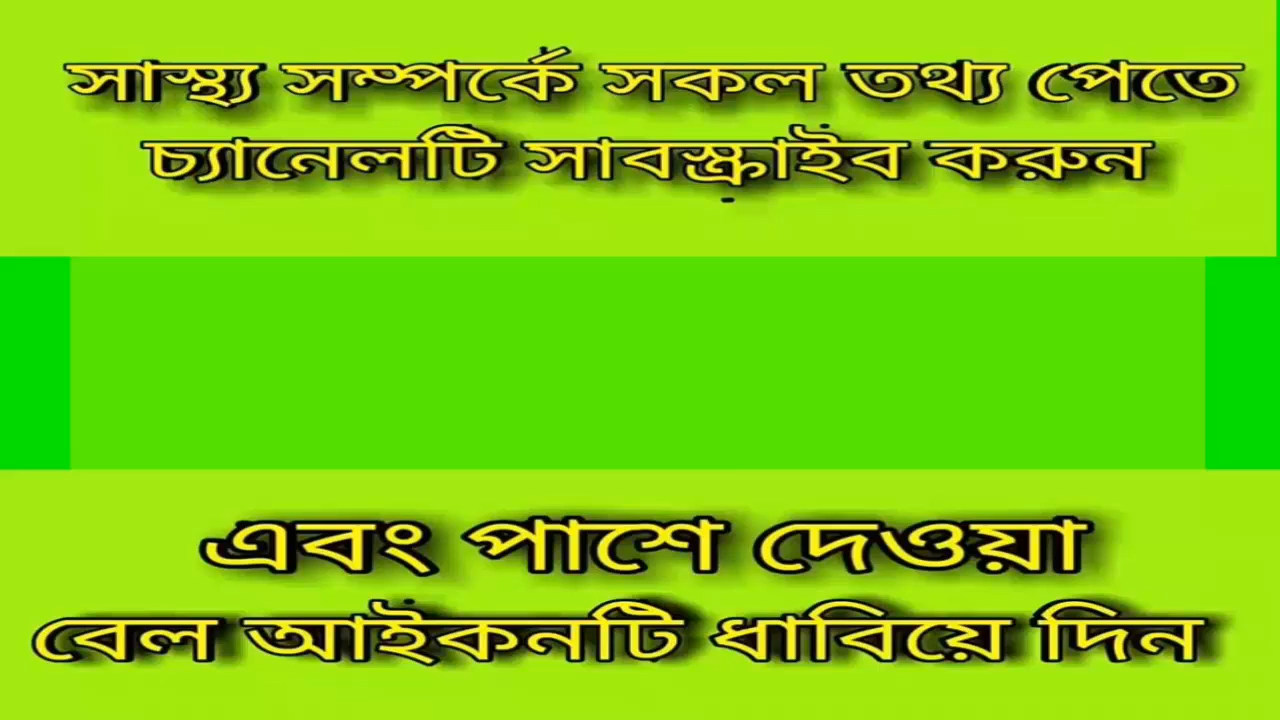 সাস্থ্য সম্পর্কে সকল তথ্য পেতে
চ্যানেলটি সাবস্ক্রাইব করুন
এবং পাশে দেওয়া
বেল আইকনটি ধাবিয়ে দিন